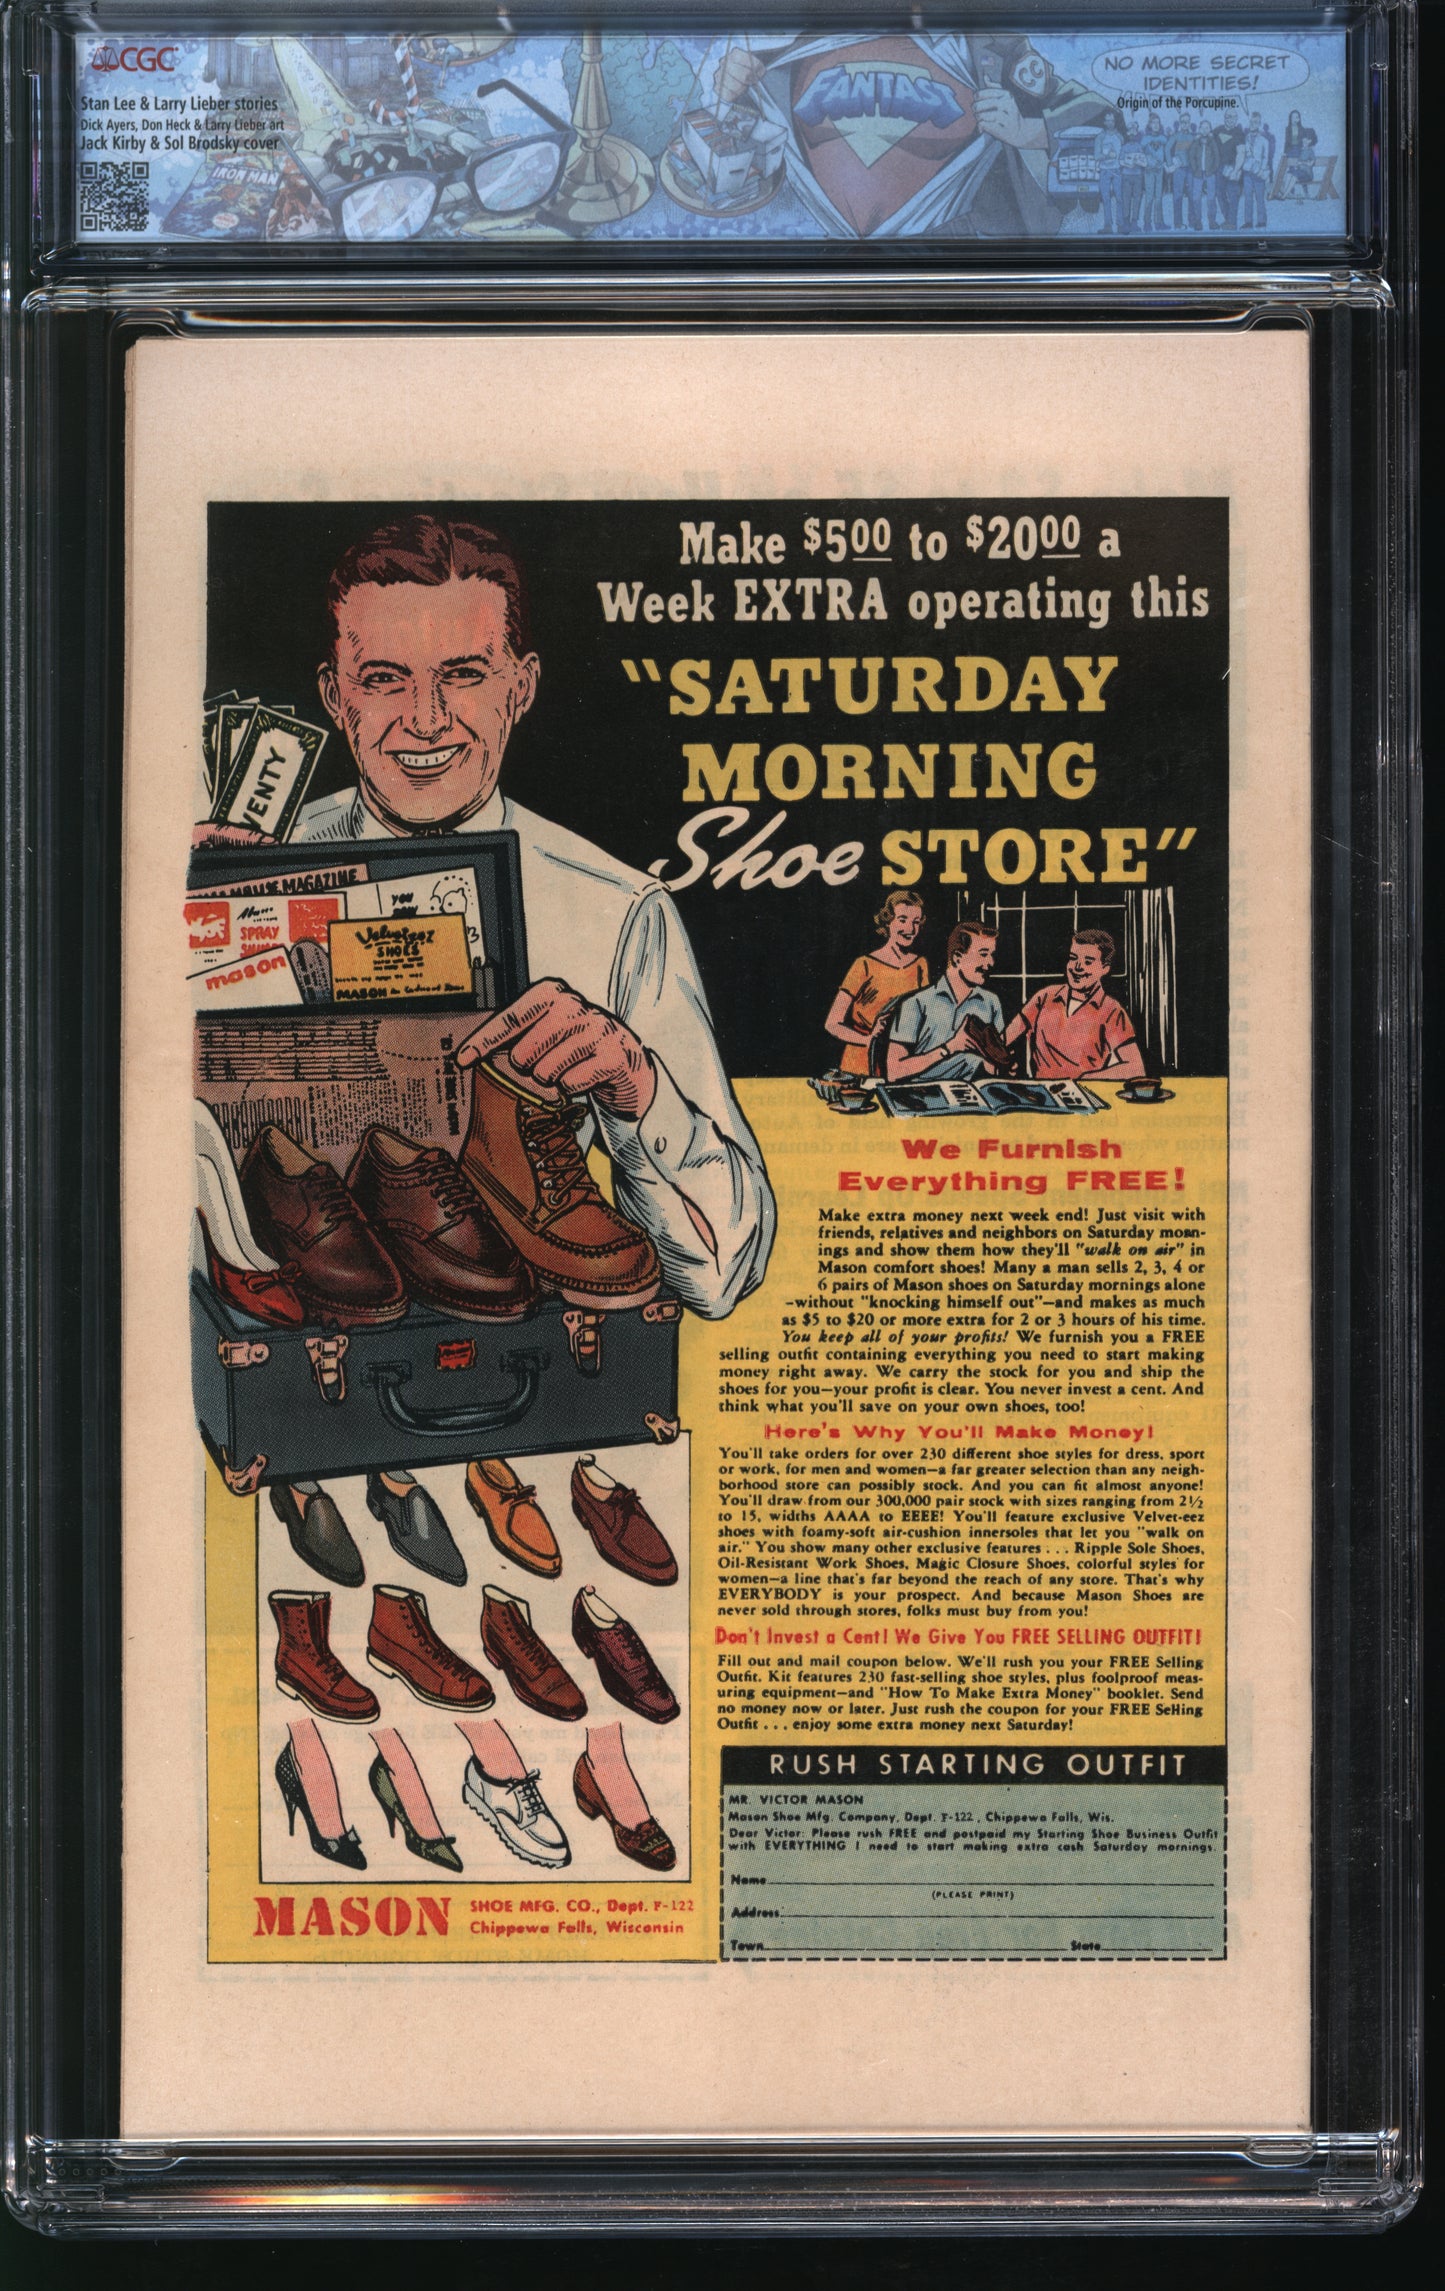 CGC
Stan Lee & Larry Lieber stories
Dick Ayers, Don Heck & Larry Lieber art
Jack Kirby & Sol Brodsky cover
IRON MAN
FANTAST
NO MORE SECRET
IDENTITIES!
Origin of the Porcupine.
Make $5.00 to $20.00 a
Week EXTRA operating this
"SATURDAY
MORNING
Shoe STORE"
VENTY
MAGAZINE
YOU
SPRAY
mason
Velvet-eez
SHOES
MASON
We Furnish
Everything FREE!
Make extra money next week end! Just visit with
friends, relatives and neighbors on Saturday morn-
ings and show them how they'll "walk on air" in
Mason comfort shoes! Many a man sells 2, 3, 4 or
6 pairs of Mason shoes on Saturday mornings alone
—without "knocking himself out"—and makes as much
as $5 to $20 or more extra for 2 or 3 hours of his time.
You keep all of your profits! We furnish you a FREE
selling outfit containing everything you need to start making
money right away. We carry the stock for you and ship the
shoes for you—your profit is clear. You never invest a cent. And
think what you'll save on your own shoes, too!
Here's Why You'll Make Money!
You'll take orders for over 230 different shoe styles for dress, sport
or work, for men and women—a far greater selection than any neigh-
borhood store can possibly stock. And you can fit almost anyone!
You'll draw from our 300,000 pair stock with sizes ranging from 2½
to 15, widths AAAA to EEEE! You'll feature exclusive Velvet-eez
shoes with foamy-soft air-cushion innersoles that let you "walk on
air." You show many other exclusive features . . . Ripple Sole Shoes,
Oil-Resistant Work Shoes, Magic Closure Shoes, colorful styles for
women—a line that's far beyond the reach of any store. That's why
EVERYBODY is your prospect. And because Mason Shoes are
never sold through stores, folks must buy from you!
Don't Invest a Cent! We Give You FREE SELLING OUTFIT!
Fill out and mail coupon below. We'll rush you your FREE Selling
Outfit. Kit features 230 fast-selling shoe styles, plus foolproof meas-
uring equipment—and "How To Make Extra Money" booklet. Send
no money now or later. Just rush the coupon for your FREE Selling
Outfit . . . enjoy some extra money next Saturday!
MASON SHOE MFG. CO., Dept. F-122
Chippewa Falls, Wisconsin
RUSH STARTING OUTFIT
MR. VICTOR MASON
Mason Shoe Mfg. Company, Dept. F-122, Chippewa Falls, Wis.
Dear Victor: Please rush FREE and postpaid my Starting Shoe Business Outfit
with EVERYTHING I need to start making extra cash Saturday mornings.
Name
(PLEASE PRINT)
Address
Town State